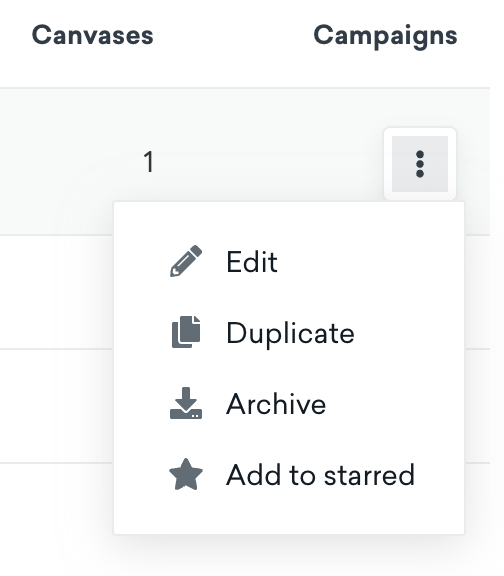 Canvases Campaigns
1
Edit
Duplicate
Archive
Add to starred